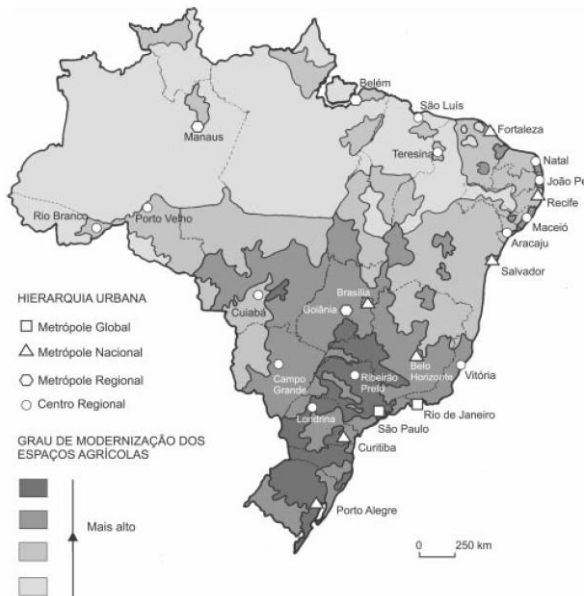 Belém
São Luís
Fortaleza
Manaus
Teresina
Natal
João Pe
Recife
Rio Branco
Porto Velho
Maceió
Aracaju
Salvador
HIERARQUIA URBANA
Metrópole Global
Metrópole Nacional
Metrópole Regional
Centro Regional
Brasília
Goiânia
Cuiabá
Belo
Horizonte
Vitória
Campo
Grande
Ribeirão
Preto
Rio de Janeiro
Londrina
São Paulo
Curitiba
GRAU DE MODERNIZAÇÃO DOS
ESPAÇOS AGRÍCOLAS
Mais alto
Porto Alegre
0 250 km